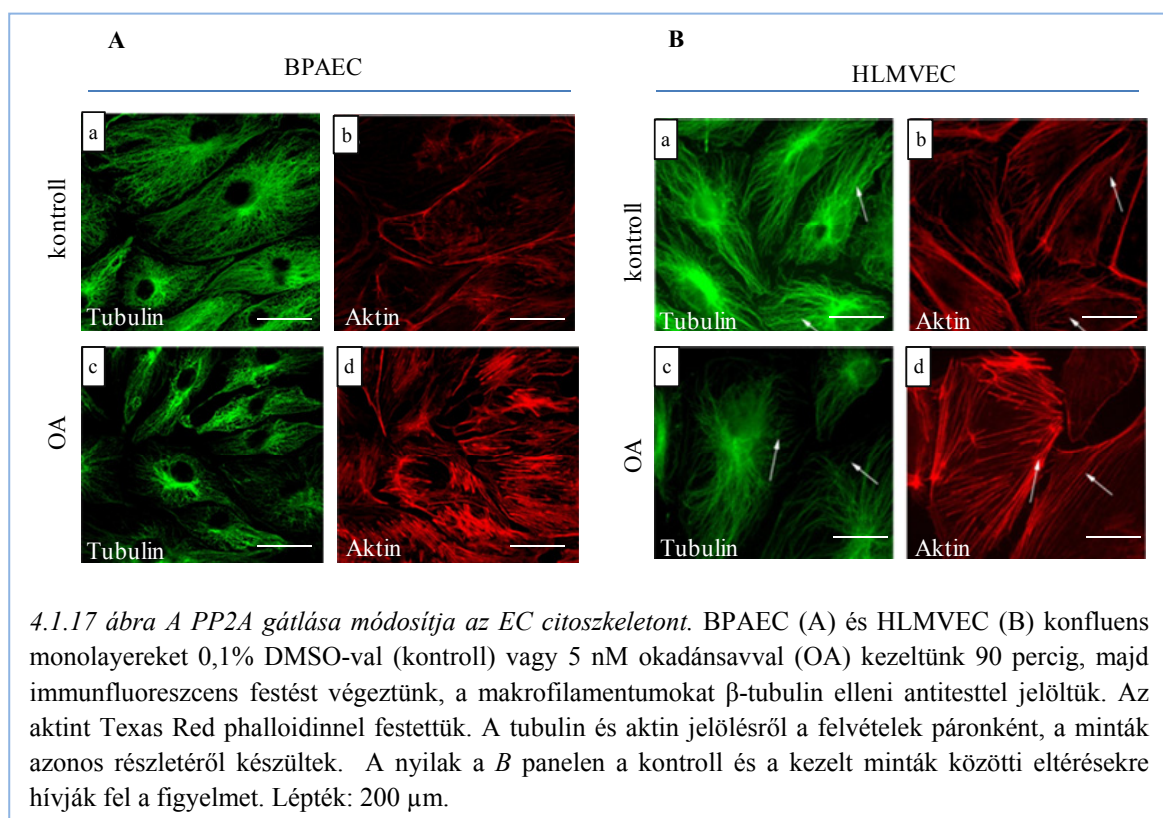 A
BPAEC
B
HLMVEC
kontroll
a
Tubulin
b
Aktin
a
Tubulin
b
Aktin
kontroll
OA
c
Tubulin
d
Aktin
c
Tubulin
d
Aktin
OA
4.1.17 ábra A PP2A gátlása módosítja az EC citoszkeletont. BPAEC (A) és HLMVEC (B) konfluens
monolayereket 0,1% DMSO-val (kontroll) vagy 5 nM okadánsavval (OA) kezeltünk 90 percig, majd
immunfluoreszcens festést végeztünk, a makrofilamentumokat β-tubulin elleni antitesttel jelöltük. Az
aktint Texas Red phalloidinnel festettük. A tubulin és aktin jelölésről a felvételek páronként, a minták
azonos részletéről készültek. A nyilak a B panelen a kontroll és a kezelt minták közötti eltérésekre
hívják fel a figyelmet. Lépték: 200 µm.